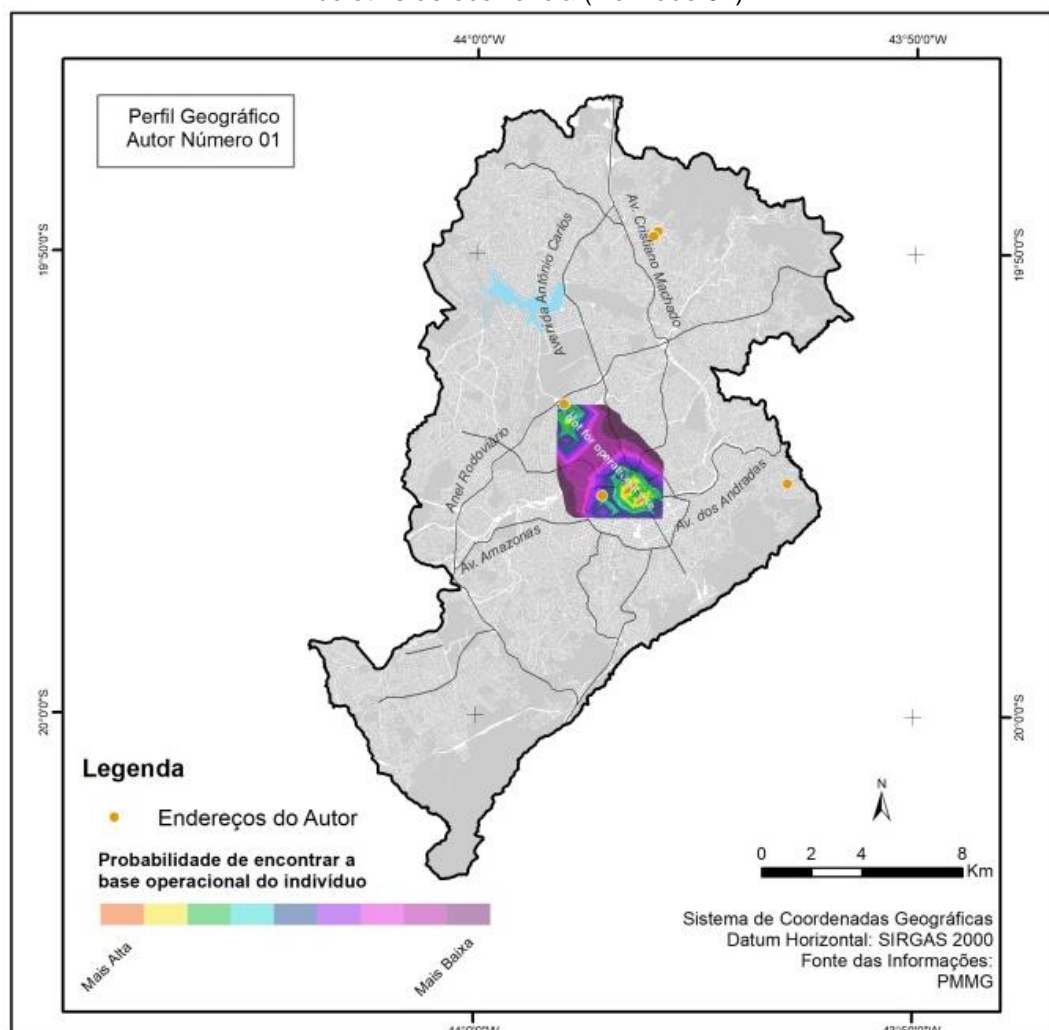 44°0'0"W
43°50'0"W
Perfil Geográfico
Autor Número 01
19°50'0"S
19°50'0"S
Avenida Antônio Carlos
Av. Cristiano Machado
Anel Rodoviário
Not for
Av. dos Andradas
Av. Amazonas
20°0'0"S
20°0'0"S
Legenda
Endereços do Autor
Probabilidade de encontrar a
base operacional do indivíduo
Mais Alta
Mais Baixa
N
0 2 4 8
Km
Sistema de Coordenadas Geográficas
Datum Horizontal: SIRGAS 2000
Fonte das Informações:
PMMG